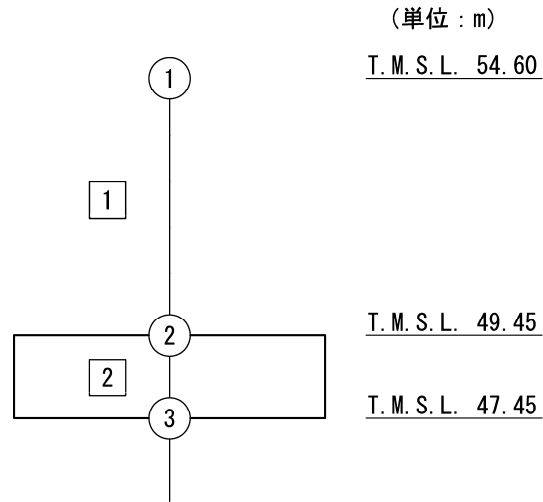 (単位：m)
① T.M.S.L. 54.60
1
② T.M.S.L. 49.45
2
③ T.M.S.L. 47.45